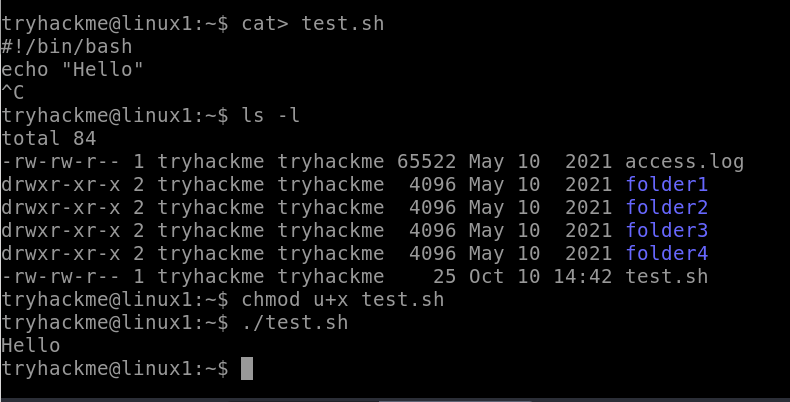 tryhackme@linux1:~$ cat> test.sh
#!/bin/bash
echo "Hello"
^C
tryhackme@linux1:~$ ls -l
total 84
-rw-rw-r-- 1 tryhackme tryhackme 65522 May 10  2021 access.log
drwxr-xr-x 2 tryhackme tryhackme  4096 May 10  2021 folder1
drwxr-xr-x 2 tryhackme tryhackme  4096 May 10  2021 folder2
drwxr-xr-x 2 tryhackme tryhackme  4096 May 10  2021 folder3
drwxr-xr-x 2 tryhackme tryhackme  4096 May 10  2021 folder4
-rw-rw-r-- 1 tryhackme tryhackme    25 Oct 10 14:42 test.sh
tryhackme@linux1:~$ chmod u+x test.sh
tryhackme@linux1:~$ ./test.sh
Hello
tryhackme@linux1:~$